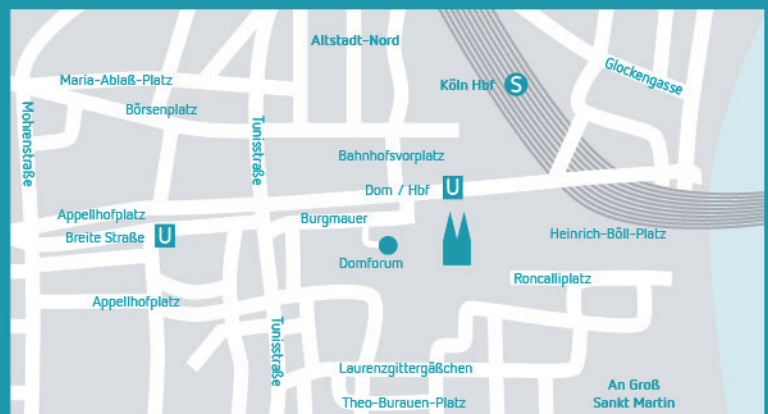 Altstadt-Nord
Glockengasse
Maria-Ablaß-Platz
Köln Hbf S
Börsenplatz
Mohrenstraße
Tunisstraße
Bahnhofsvorplatz
Dom / Hbf U
Appellhofplatz
Burgmauer
Breite Straße U
Heinrich-Böll-Platz
Domforum
Roncalliplatz
Appellhofplatz
Tunisstraße
Laurenzgittergäßchen
An Groß
Sankt Martin
Theo-Burauen-Platz